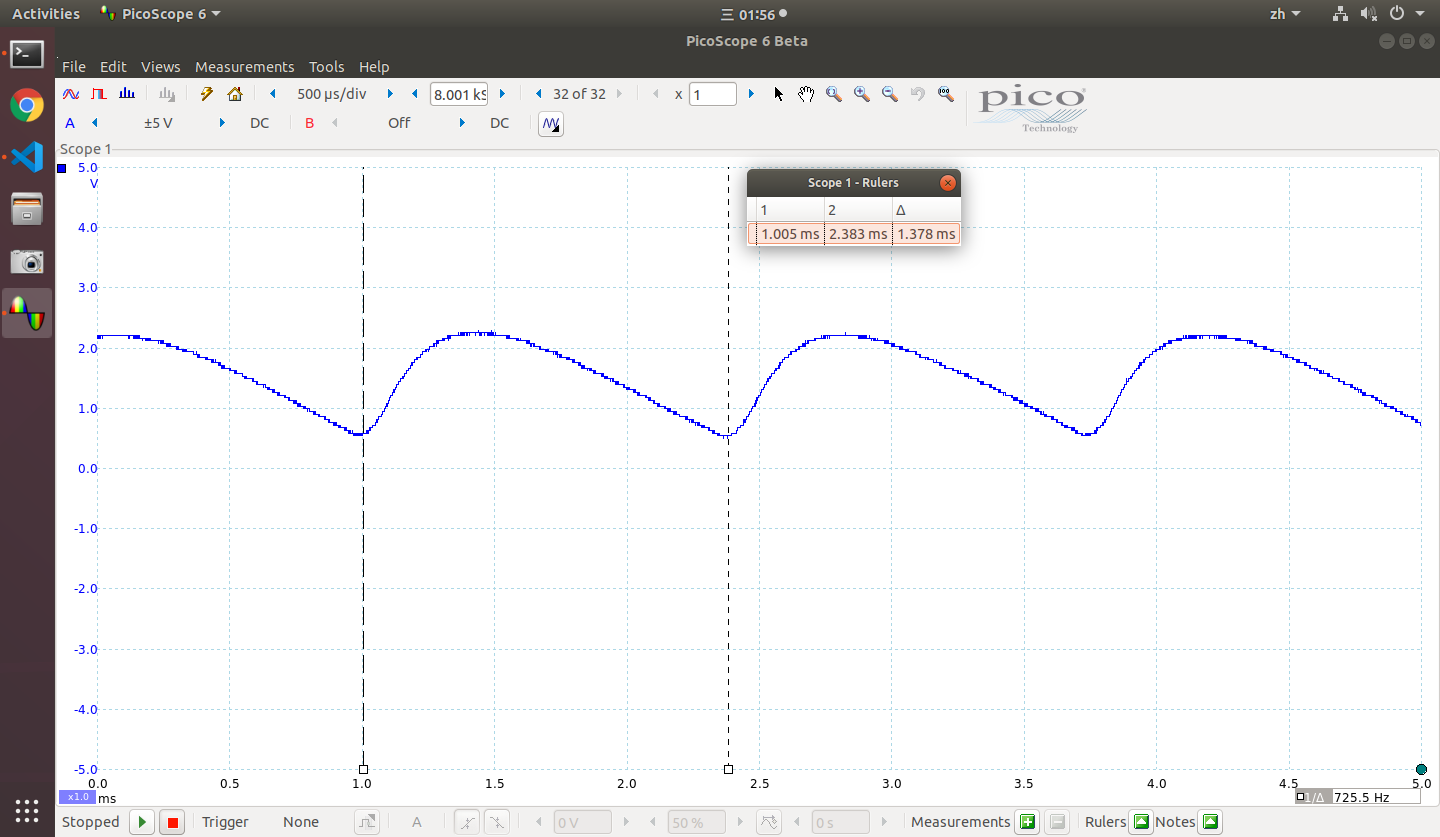 Activities PicoScope 6 三 01:56 zh
PicoScope 6 Beta
File Edit Views Measurements Tools Help
500 µs/div 8.001 kS 32 of 32 x 1
A ±5 V DC B Off DC
pico
Technology
Scope 1
5.0
V
4.0
3.0
2.0
1.0
0.0
-1.0
-2.0
-3.0
-4.0
-5.0
Scope 1 - Rulers
1 2 Δ
1.005 ms 2.383 ms 1.378 ms
0.0 0.5 1.0 1.5 2.0 2.5 3.0 3.5 4.0 4.5 5.0
x1.0 ms 1/Δ 725.5 Hz
Stopped Trigger None A 0 V 50 % 0 s Measurements Rulers Notes